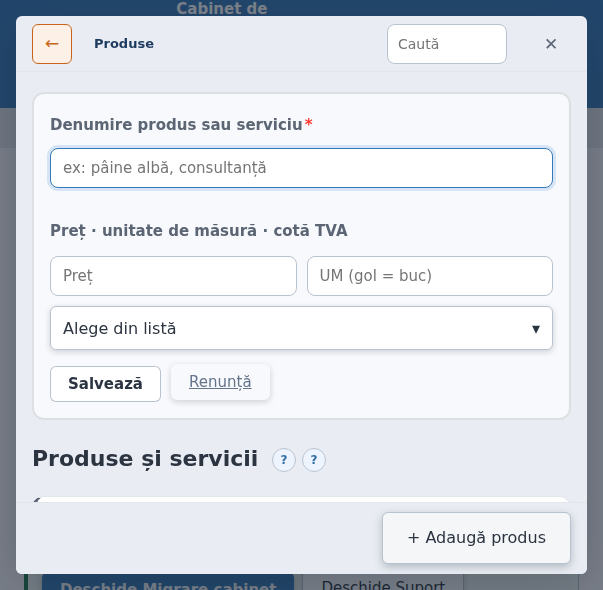 Cabinet de
←
Produse
Caută
✕
Denumire produs sau serviciu*
ex: pâine albă, consultanță
Preț · unitate de măsură · cotă TVA
Preț
UM (gol = buc)
Alege din listă ▾
Salvează
Renunță
Produse și servicii ? ?
+ Adaugă produs
Deschide Migrare cabinet
Deschide Suport